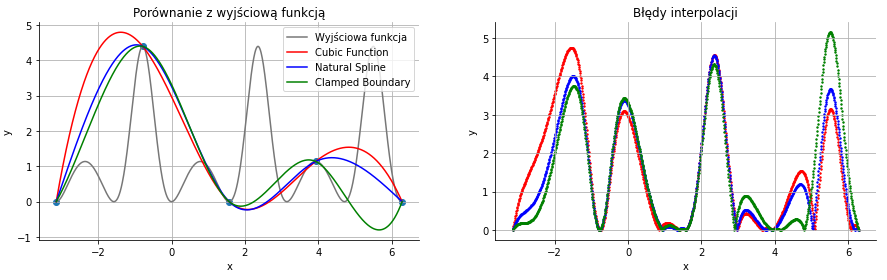 Porównanie z wyjściową funkcją
5
4
3
2
1
0
−1
y
−2
0
2
4
6
x
Wyjściowa funkcja
Cubic Function
Natural Spline
Clamped Boundary
Błędy interpolacji
5
4
3
2
1
0
y
−2
0
2
4
6
x